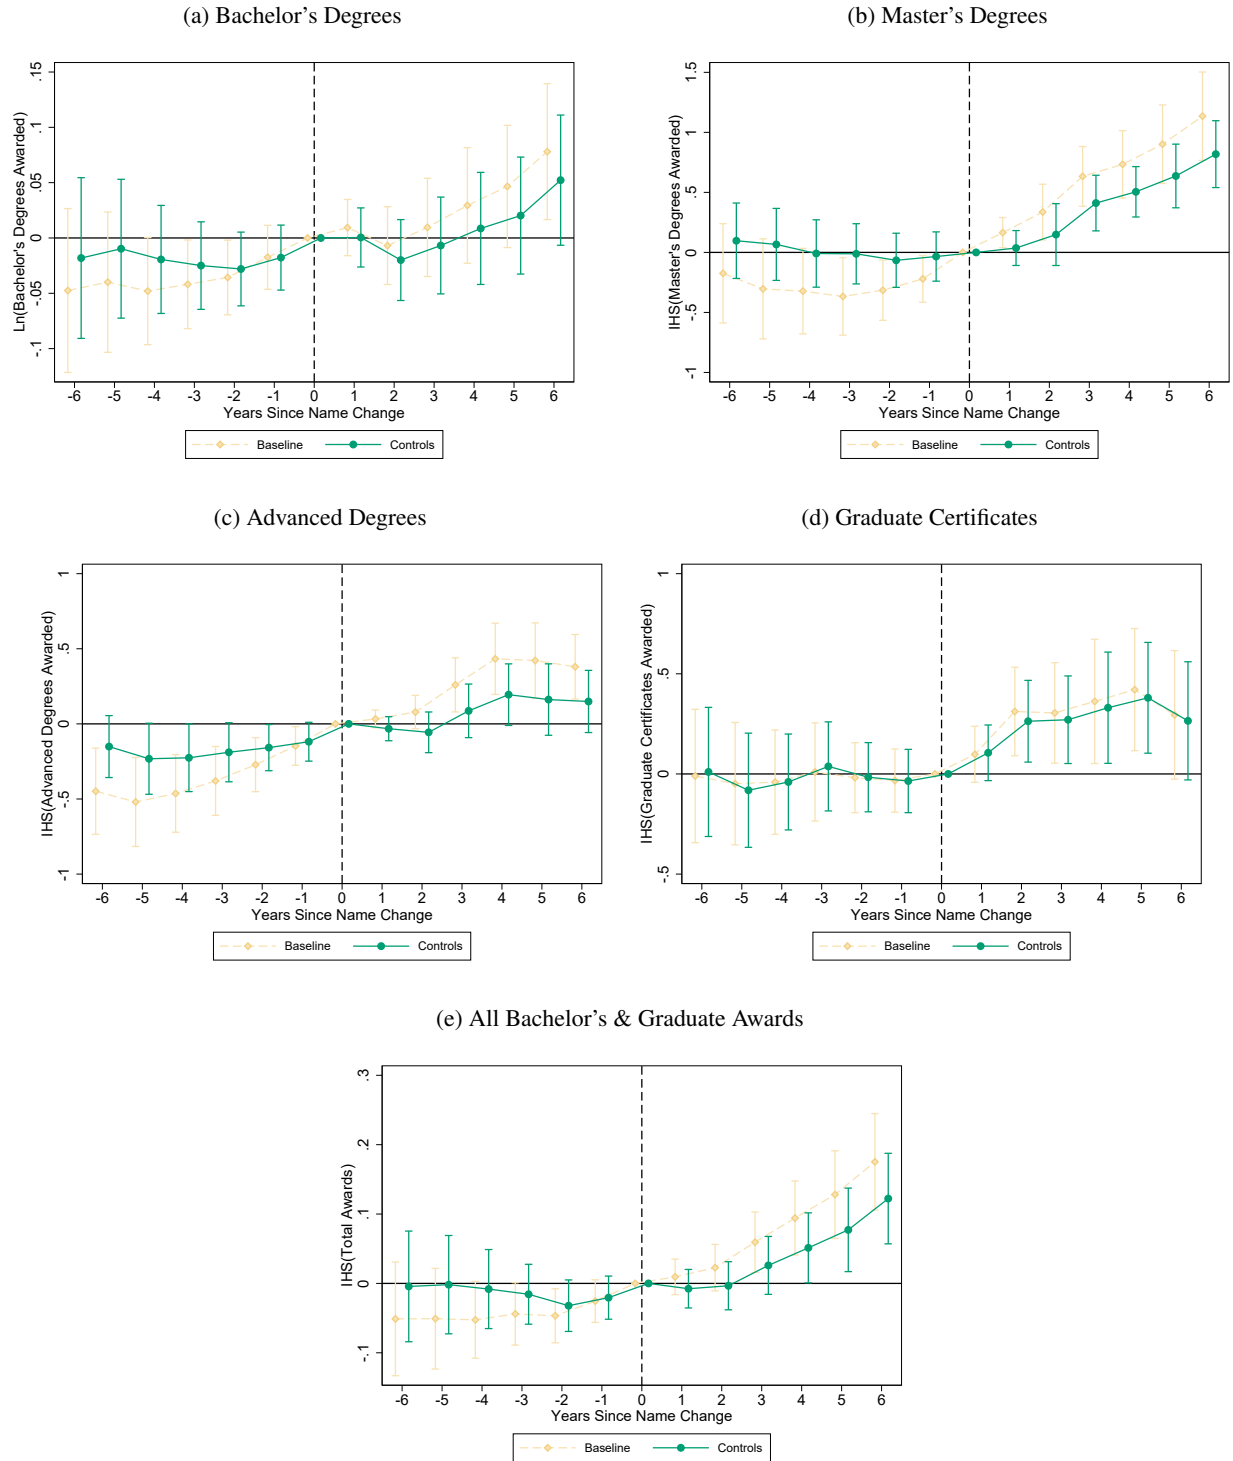 (a) Bachelor's Degrees
Ln(Bachelor's Degrees Awarded)
.15
.1
.05
0
-.05
-.1
-6 -5 -4 -3 -2 -1 0 1 2 3 4 5 6
Years Since Name Change
Baseline Controls
(b) Master's Degrees
IHS(Master's Degrees Awarded)
1.5
1
.5
0
-.5
-1
-6 -5 -4 -3 -2 -1 0 1 2 3 4 5 6
Years Since Name Change
Baseline Controls
(c) Advanced Degrees
IHS(Advanced Degrees Awarded)
1
.5
0
-.5
-1
-6 -5 -4 -3 -2 -1 0 1 2 3 4 5 6
Years Since Name Change
Baseline Controls
(d) Graduate Certificates
IHS(Graduate Certificates Awarded)
1
.5
0
-.5
-6 -5 -4 -3 -2 -1 0 1 2 3 4 5 6
Years Since Name Change
Baseline Controls
(e) All Bachelor's & Graduate Awards
IHS(Total Awards)
.3
.2
.1
0
-.1
-6 -5 -4 -3 -2 -1 0 1 2 3 4 5 6
Years Since Name Change
Baseline Controls